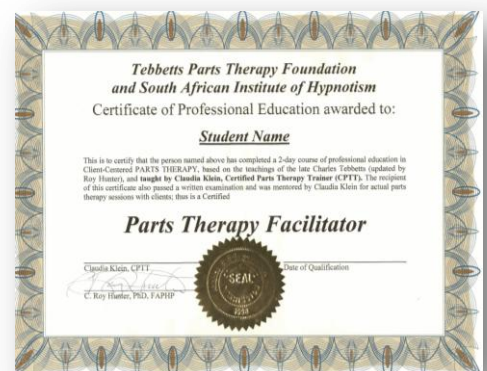 Tebbetts Parts Therapy Foundation
and South African Institute of Hypnotism
Certificate of Professional Education awarded to:
Student Name
This is to certify that the person named above has completed a 2-day course of professional education in
Client-Centered PARTS THERAPY, based on the teachings of the late Charles Tebbetts (updated by
Roy Hunter), and taught by Claudia Klein, Certified Parts Therapy Trainer (CPTT). The recipient
of this certificate also passed a written examination and was mentored by Claudia Klein for actual parts
therapy sessions with clients; thus is a Certified
Parts Therapy Facilitator
Claudia Klein, CPTT
Date of Qualification
SEAL
C. Roy Hunter, PhD, FAPHP